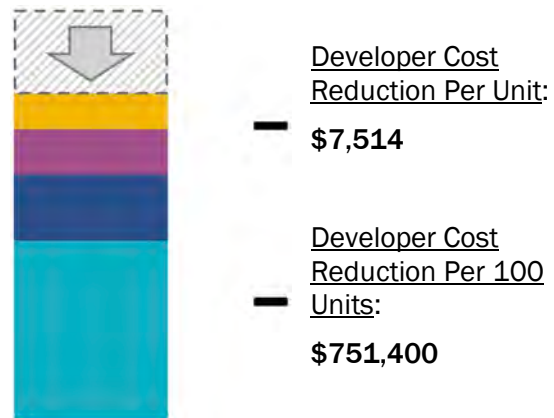 Developer Cost
Reduction Per Unit:
$7,514
Developer Cost
Reduction Per 100
Units:
$751,400